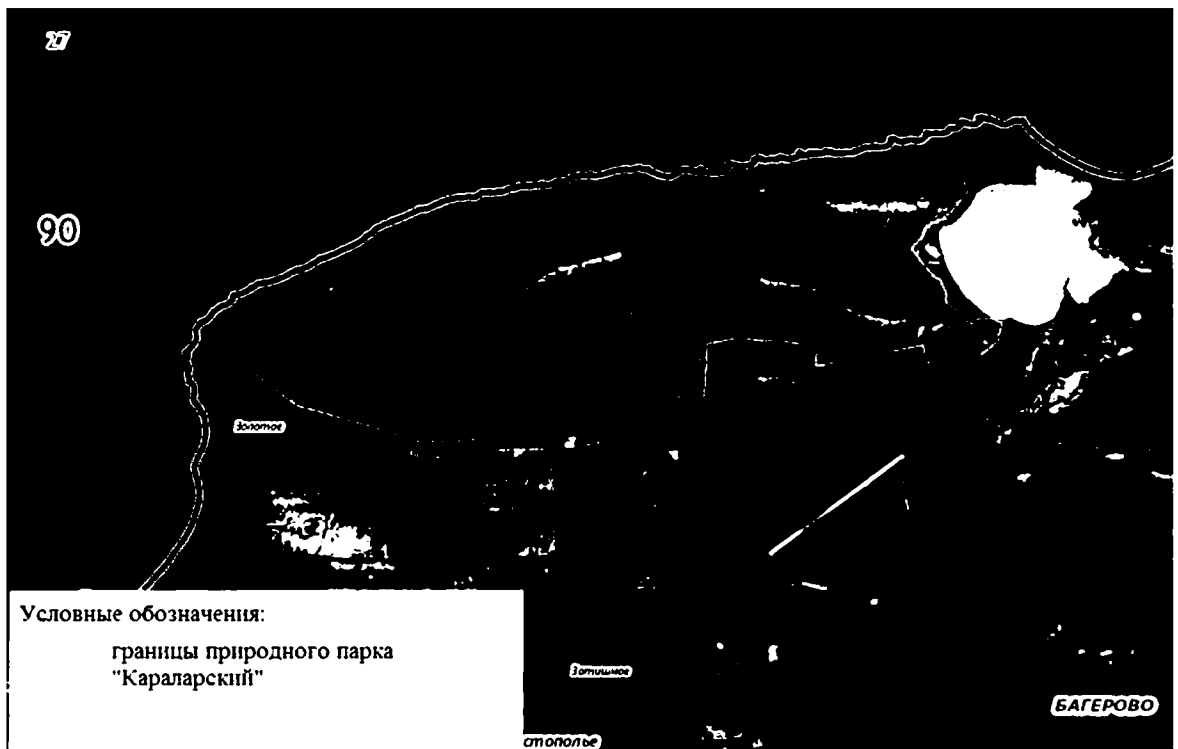 27
90
Золотое
Условные обозначения:
границы природного парка
"Караларский"
Затишное
БАГЕРОВО
стополье